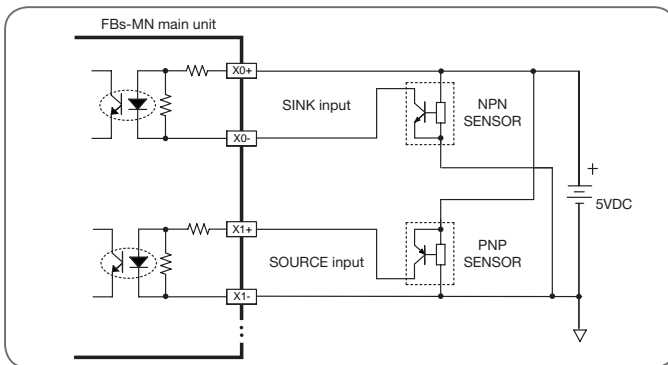 FBs-MN main unit
X0+
SINK input
NPN
SENSOR
X0-
+
5VDC
X1+
SOURCE input
PNP
SENSOR
X1-